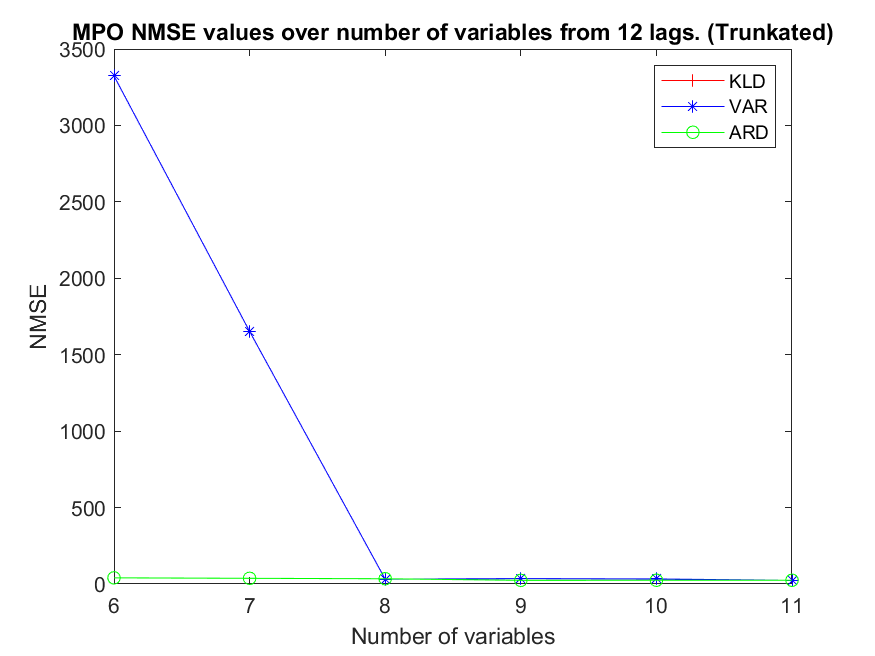 MPO NMSE values over number of variables from 12 lags. (Trunkated)
3500
3000
2500
2000
1500
1000
500
0
NMSE
KLD
VAR
ARD
6 7 8 9 10 11
Number of variables